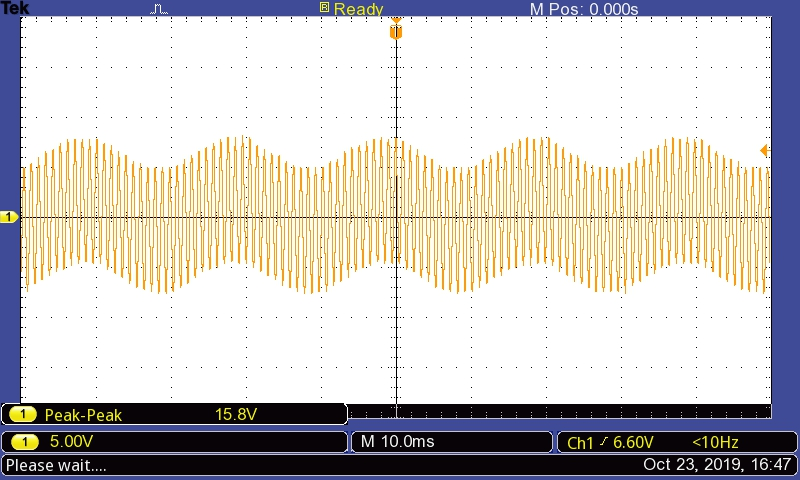 Tek R Ready M Pos: 0.000s
T
1
1 Peak-Peak 15.8V
1 5.00V M 10.0ms Ch1 6.60V <10Hz
Please wait.... Oct 23, 2019, 16:47